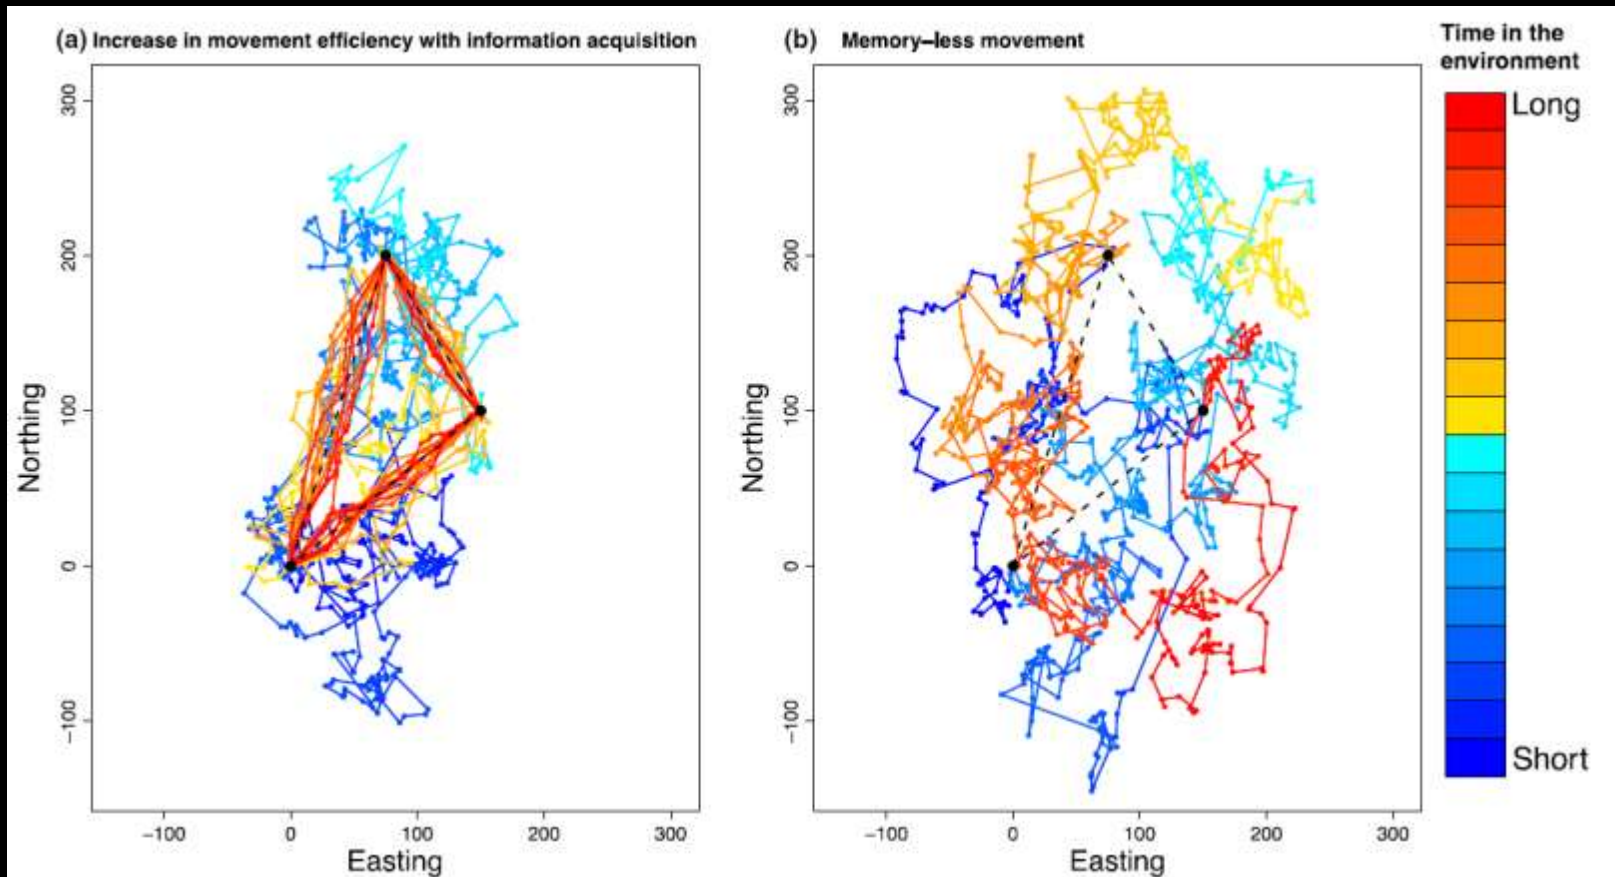 (a) Increase in movement efficiency with information acquisition
(b) Memory–less movement
Time in the
environment
Long
Short
Northing
300
200
100
0
−100
−100
0
100
200
300
Easting
Northing
300
200
100
0
−100
−100
0
100
200
300
Easting